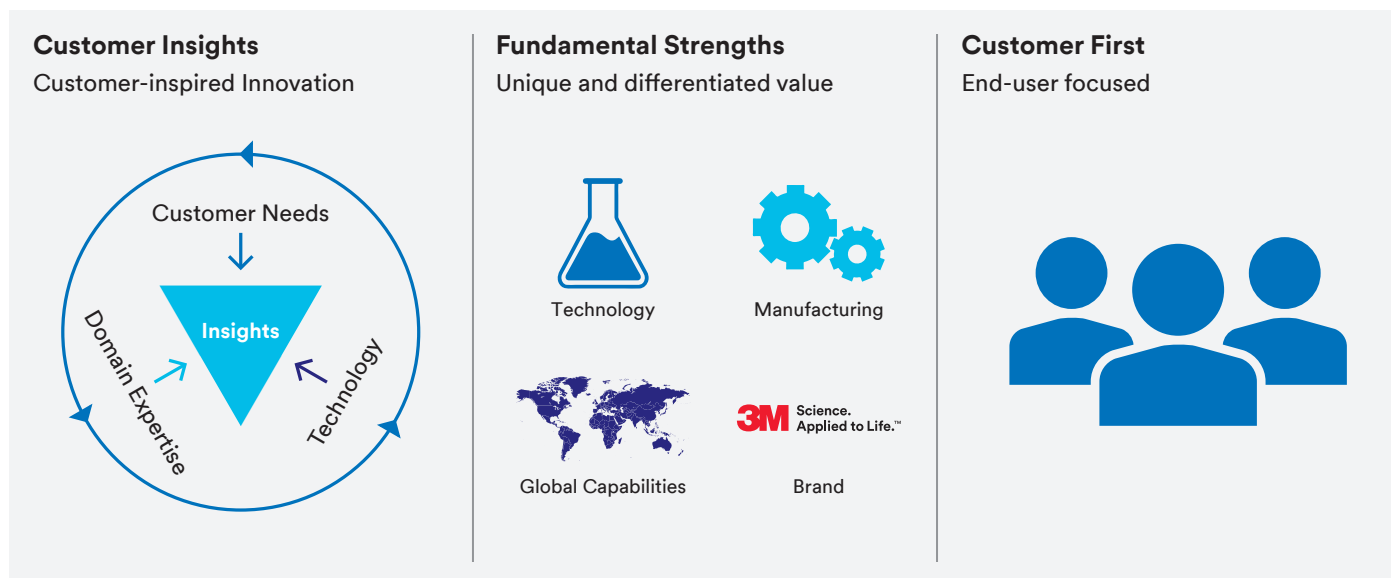 Customer Insights
Customer-inspired Innovation
Customer Needs
Insights
Domain Expertise
Technology
Fundamental Strengths
Unique and differentiated value
Technology
Manufacturing
Global Capabilities
3M Science.
Applied to Life.™
Brand
Customer First
End-user focused